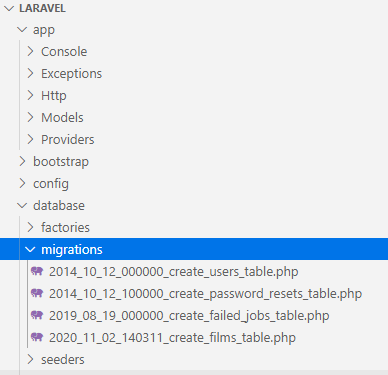 LARAVEL
app
Console
Exceptions
Http
Models
Providers
bootstrap
config
database
factories
migrations
2014_10_12_000000_create_users_table.php
2014_10_12_100000_create_password_resets_table.php
2019_08_19_000000_create_failed_jobs_table.php
2020_11_02_140311_create_films_table.php
seeders